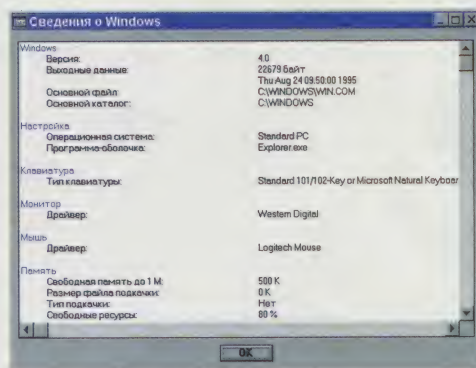 Сведения о Windows
Windows
Версия: 4.0
Выходные данные: 22679 байт
Thu Aug 24 09:50:00 1995
Основной файл: C:\WINDOWS\WIN.COM
Основной каталог: C:\WINDOWS
Настройка
Операционная система: Standard PC
Программа-оболочка: Explorer.exe
Клавиатура
Тип клавиатуры: Standard 101/102-Key or Microsoft Natural Keyboar
Монитор
Драйвер: Western Digital
Мышь
Драйвер: Logitech Mouse
Память
Свободная память до 1 М: 500 K
Размер файла подкачки: 0 K
Тип подкачки: Нет
Свободные ресурсы: 80 %
OK